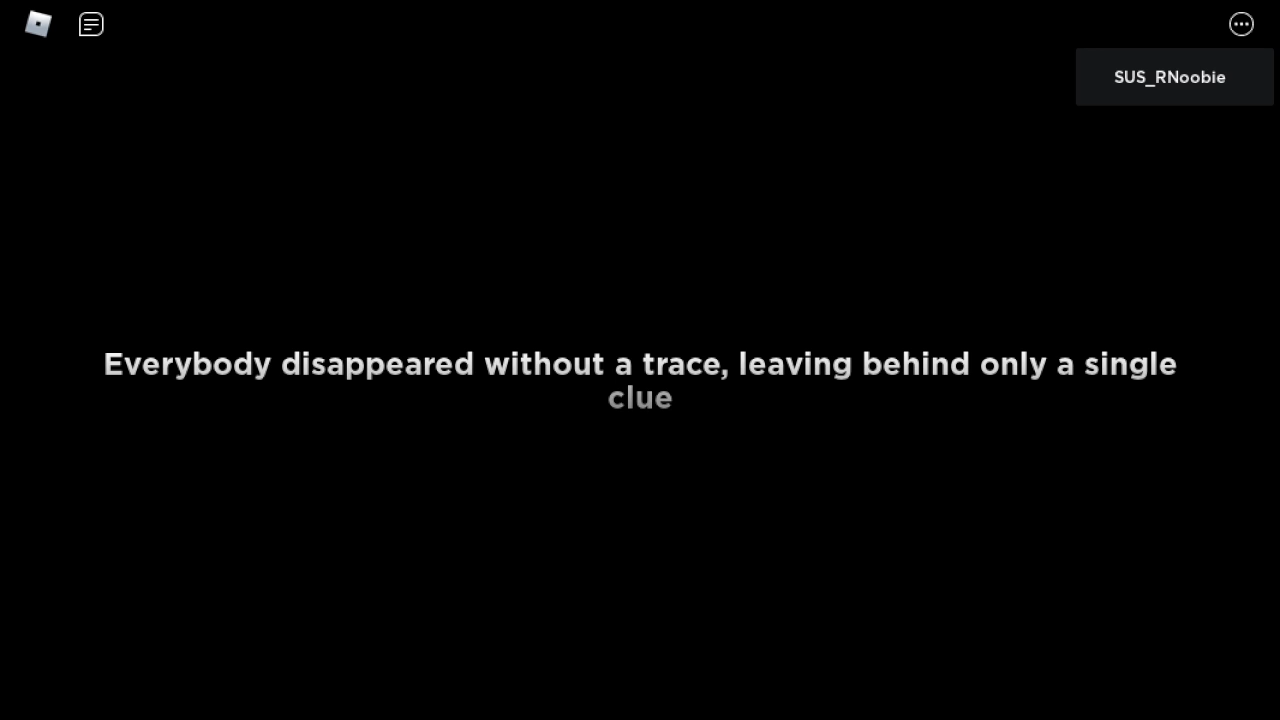 SUS_RNoobie
Everybody disappeared without a trace, leaving behind only a single
clue